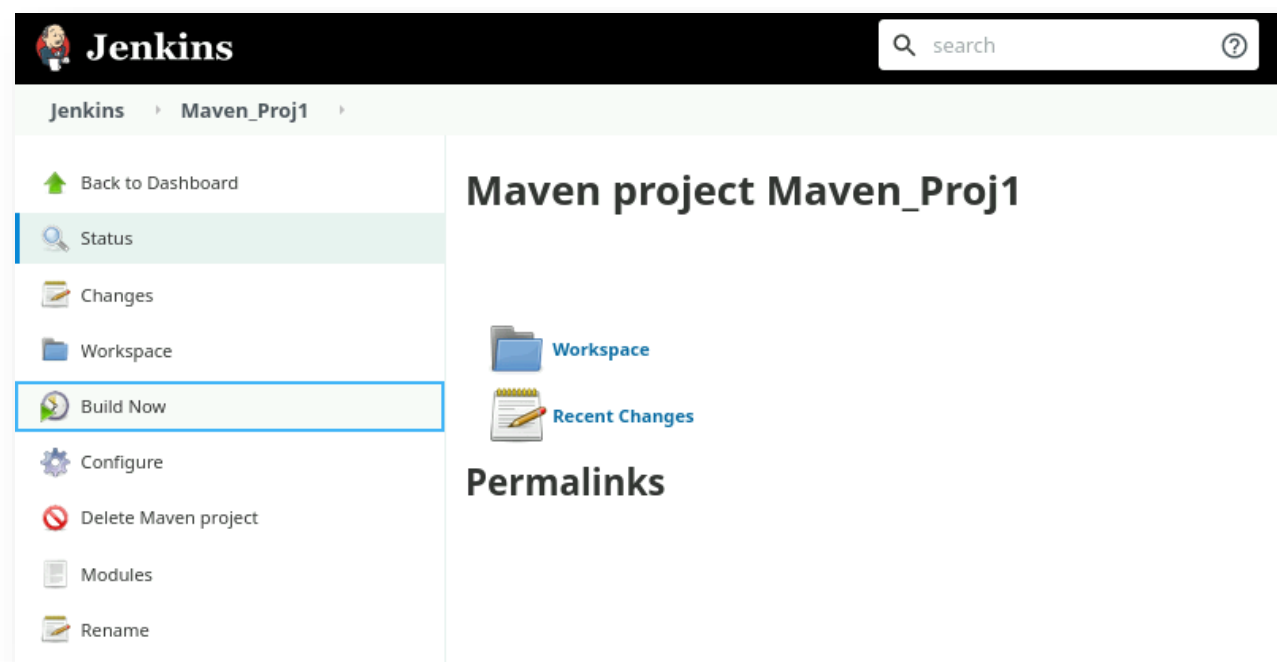 Jenkins
search
Jenkins Maven_Proj1
Back to Dashboard
Status
Changes
Workspace
Build Now
Configure
Delete Maven project
Modules
Rename
Maven project Maven_Proj1
Workspace
Recent Changes
Permalinks